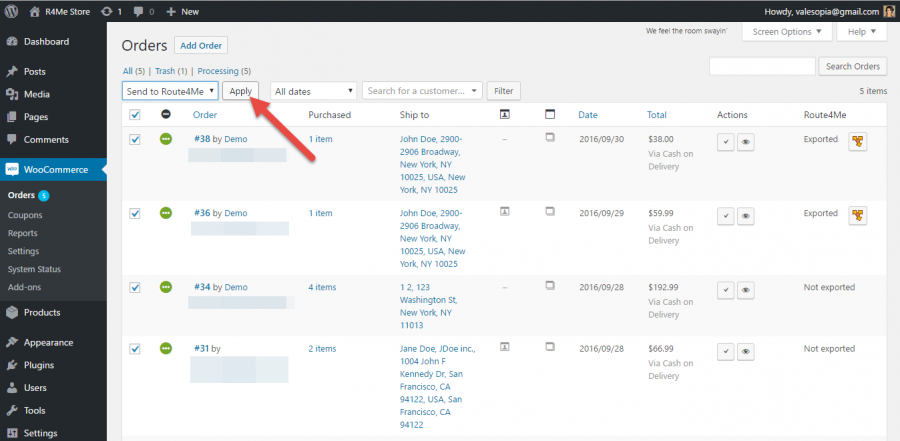 R4Me Store 1 0 + New Howdy, valesopia@gmail.com
We feel the room swayin' Screen Options Help
Dashboard
Posts
Media
Pages
Comments
WooCommerce
Orders 5
Coupons
Reports
Settings
System Status
Add-ons
Products
Appearance
Plugins
Users
Tools
Settings
Orders Add Order
All (5) | Trash (1) | Processing (5)
Search Orders
Send to Route4Me Apply All dates Search for a customer... Filter
5 items
Order Purchased Ship to Date Total Actions Route4Me
#38 by Demo 1 item John Doe, 2900- – 2016/09/30 $38.00 Exported
2906 Broadway, Via Cash on
New York, NY Delivery
10025, USA, New
York, NY 10025
#36 by Demo 1 item John Doe, 2900- 2016/09/29 $59.99 Exported
2906 Broadway, Via Cash on
New York, NY Delivery
10025, USA, New
York, NY 10025
#34 by Demo 4 items 1 2, 123 – 2016/09/28 $192.99 Not exported
Washington St, Via Cash on
New York, NY Delivery
11013
#31 by 2 items Jane Doe, JDoe inc., 2016/09/28 $66.99 Not exported
1004 John F Via Cash on
Kennedy Dr, San Delivery
Francisco, CA
94122, USA, San
Francisco, CA
94122